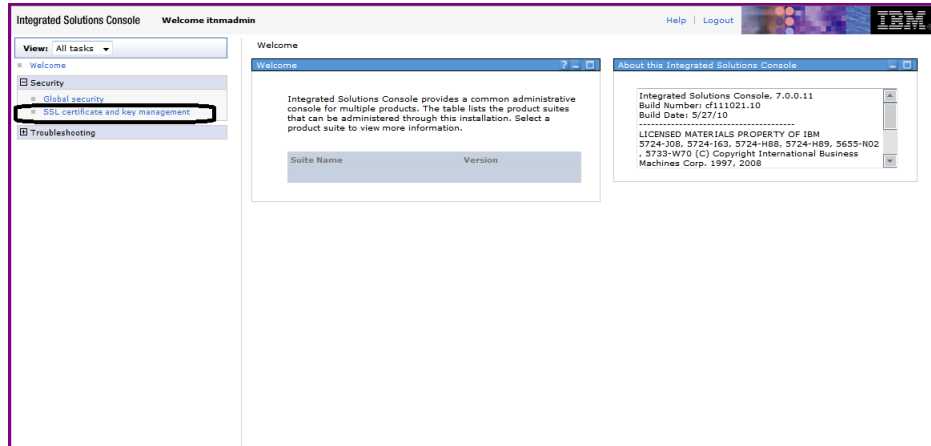 Integrated Solutions Console Welcome itnmadmin
Help | Logout
IBM.
View: All tasks
Welcome
Security
Global security
SSL certificate and key management
Troubleshooting
Welcome
Welcome
Integrated Solutions Console provides a common administrative
console for multiple products. The table lists the product suites
that can be administered through this installation. Select a
product suite to view more information.
Suite Name Version
About this Integrated Solutions Console
Integrated Solutions Console, 7.0.0.11
Build Number: cf111021.10
Build Date: 5/27/10
----------------------------------------
LICENSED MATERIALS PROPERTY OF IBM
5724-J08, 5724-I63, 5724-H88, 5724-H89, 5655-N02
, 5733-W70 (C) Copyright International Business
Machines Corp. 1997, 2008